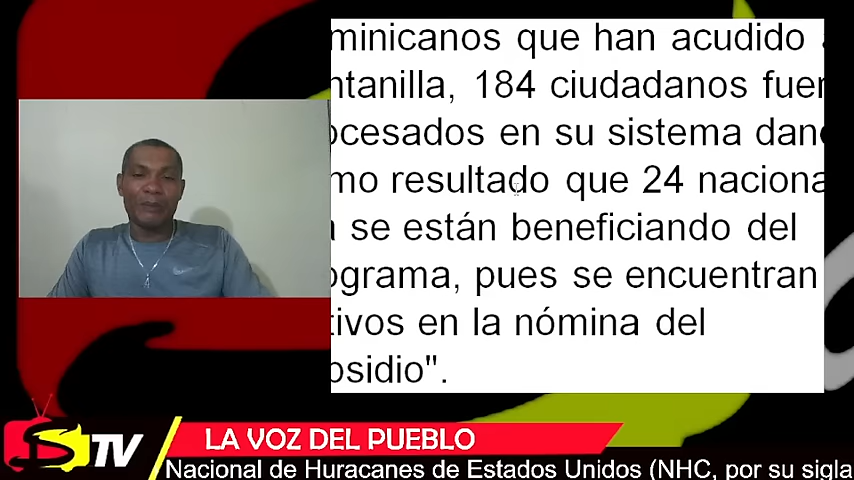 minicanos que han acudido
ntanilla, 184 ciudadanos fuer
ocesados en su sistema dand
mo resultado que 24 naciona
a se están beneficiando del
ograma, pues se encuentran
tivos en la nómina del
bsidio".
STV
LA VOZ DEL PUEBLO
Nacional de Huracanes de Estados Unidos (NHC, por su sigla